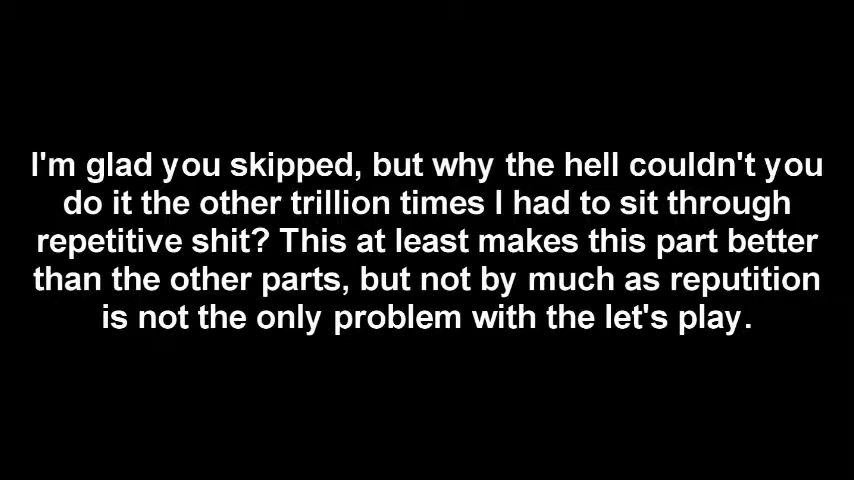 I'm glad you skipped, but why the hell couldn't you
do it the other trillion times I had to sit through
repetitive shit? This at least makes this part better
than the other parts, but not by much as reputition
is not the only problem with the let's play.